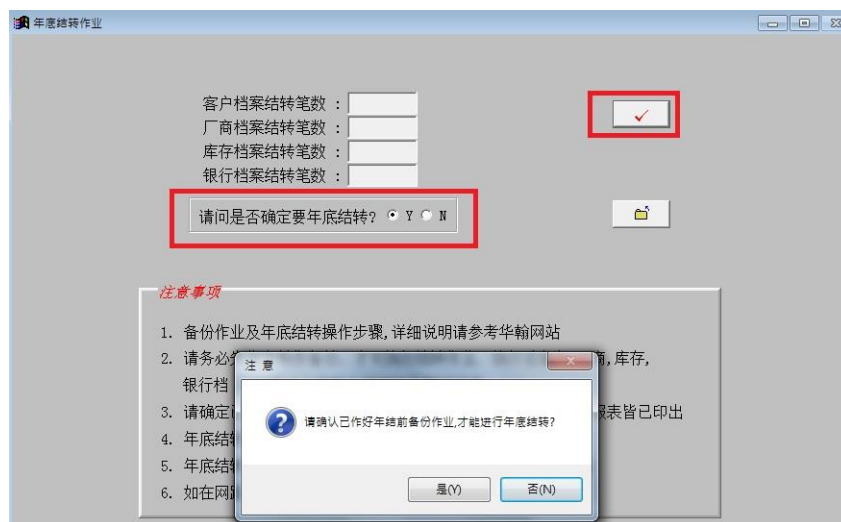 年底结转作业
客户档案结转笔数 :
厂商档案结转笔数 :
库存档案结转笔数 :
银行档案结转笔数 :
请问是否确定要年底结转? Y N
注意事项
1. 备份作业及年底结转操作步骤,详细说明请参考华翰网站
2. 请务必 商,库存,
银行档
3. 请确定 报表皆已印出
4. 年底结转
5. 年底结转
6. 如在网路
注 意
请确认已作好年结前备份作业,才能进行年底结转?
是(Y) 否(N)